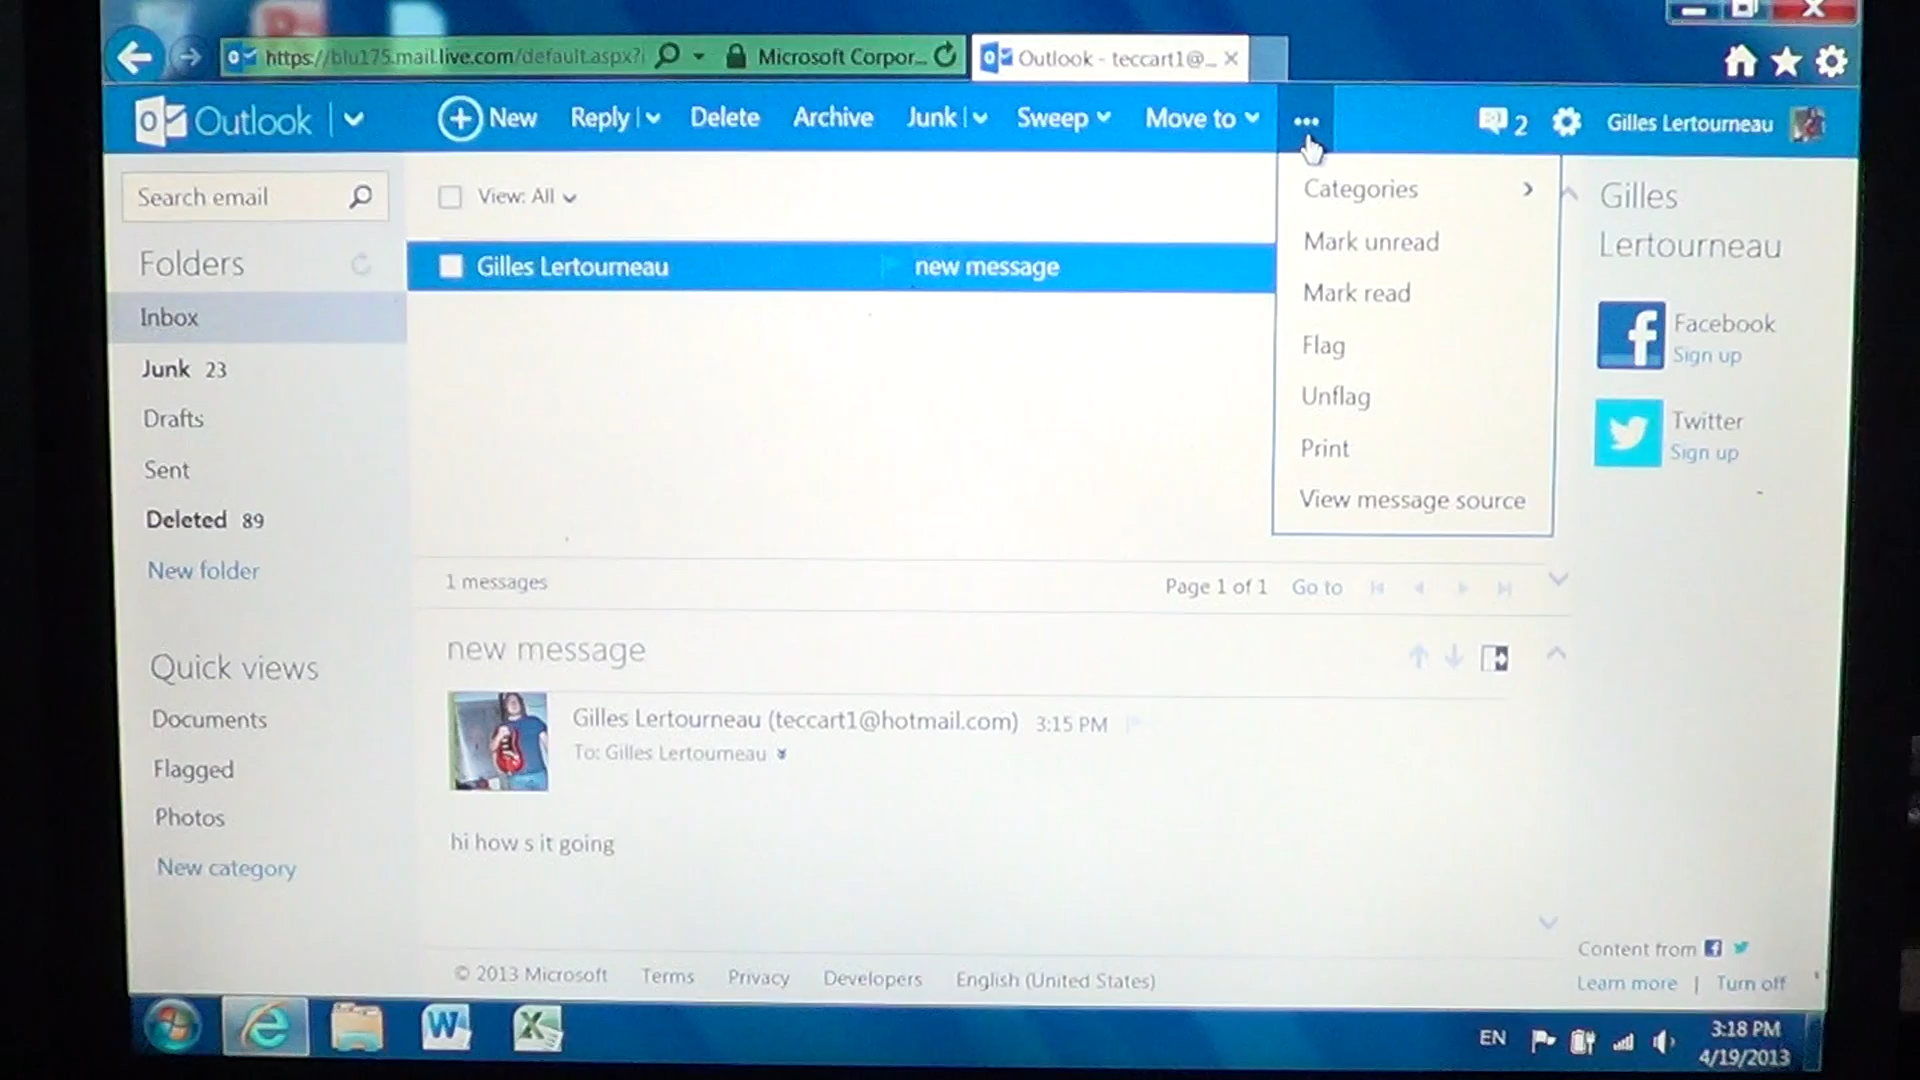 https://blu175.mail.live.com/default.aspx?i
Microsoft Corpor...
Outlook - teccart1@...
Outlook
New
Reply
Delete
Archive
Junk
Sweep
Move to
2
Gilles Lertourneau
Search email
View: All
Categories
Gilles
Lertourneau
Mark unread
Folders
Gilles Lertourneau
new message
Mark read
Inbox
Facebook
Sign up
Flag
Junk 23
Unflag
Drafts
Twitter
Sign up
Print
Sent
View message source
Deleted 89
New folder
1 messages
Page 1 of 1
Go to
new message
Quick views
Documents
Gilles Lertourneau (teccart1@hotmail.com) 3:15 PM
To: Gilles Lertourneau
Flagged
Photos
hi how s it going
New category
Content from
© 2013 Microsoft
Terms
Privacy
Developers
English (United States)
Learn more | Turn off
EN
3:18 PM
4/19/2013